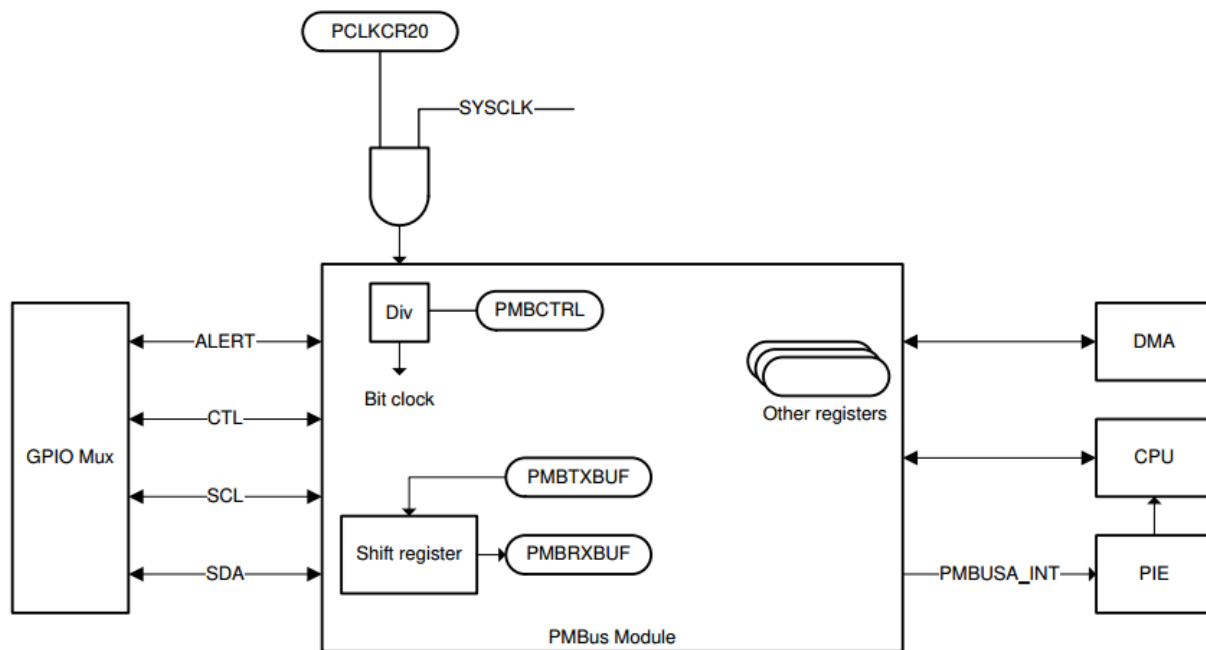 PCLKCR20
SYSCLK
Div
PMBCTRL
Bit clock
Other registers
GPIO Mux
ALERT
CTL
SCL
SDA
PMBTXBUF
Shift register
PMBRXBUF
PMBus Module
DMA
CPU
PMBUSA_INT
PIE